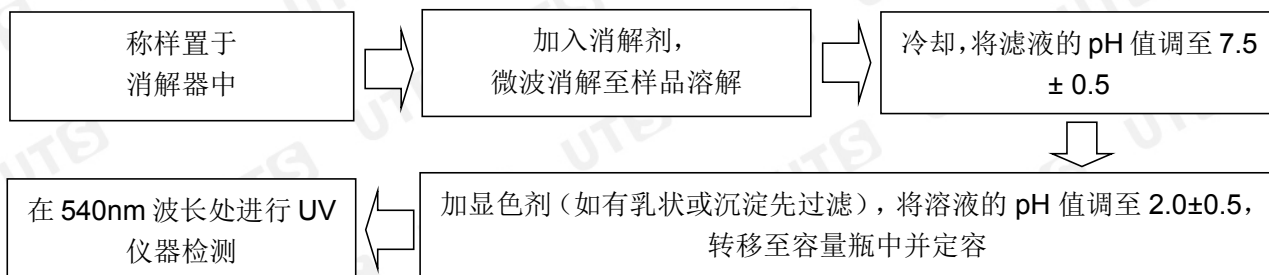 称样置于
消解器中
加入消解剂，
微波消解至样品溶解
冷却，将滤液的 pH 值调至 7.5
± 0.5
加显色剂（如有乳状或沉淀先过滤），将溶液的 pH 值调至 2.0±0.5，
转移至容量瓶中并定容
在 540nm 波长处进行 UV
仪器检测